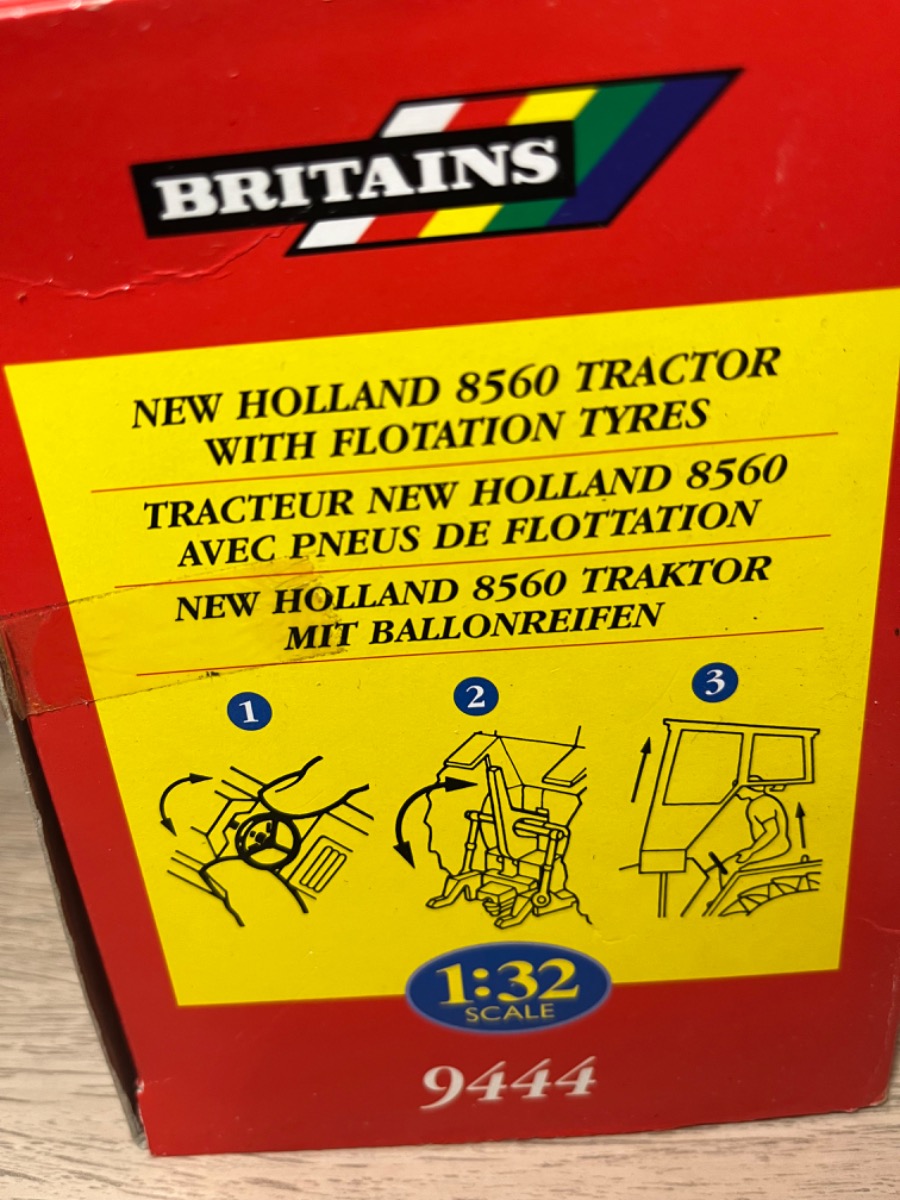 BRITAINS
NEW HOLLAND 8560 TRACTOR
WITH FLOTATION TYRES
TRACTEUR NEW HOLLAND 8560
AVEC PNEUS DE FLOTTATION
NEW HOLLAND 8560 TRAKTOR
MIT BALLONREIFEN
1 2 3
1:32
SCALE
9444